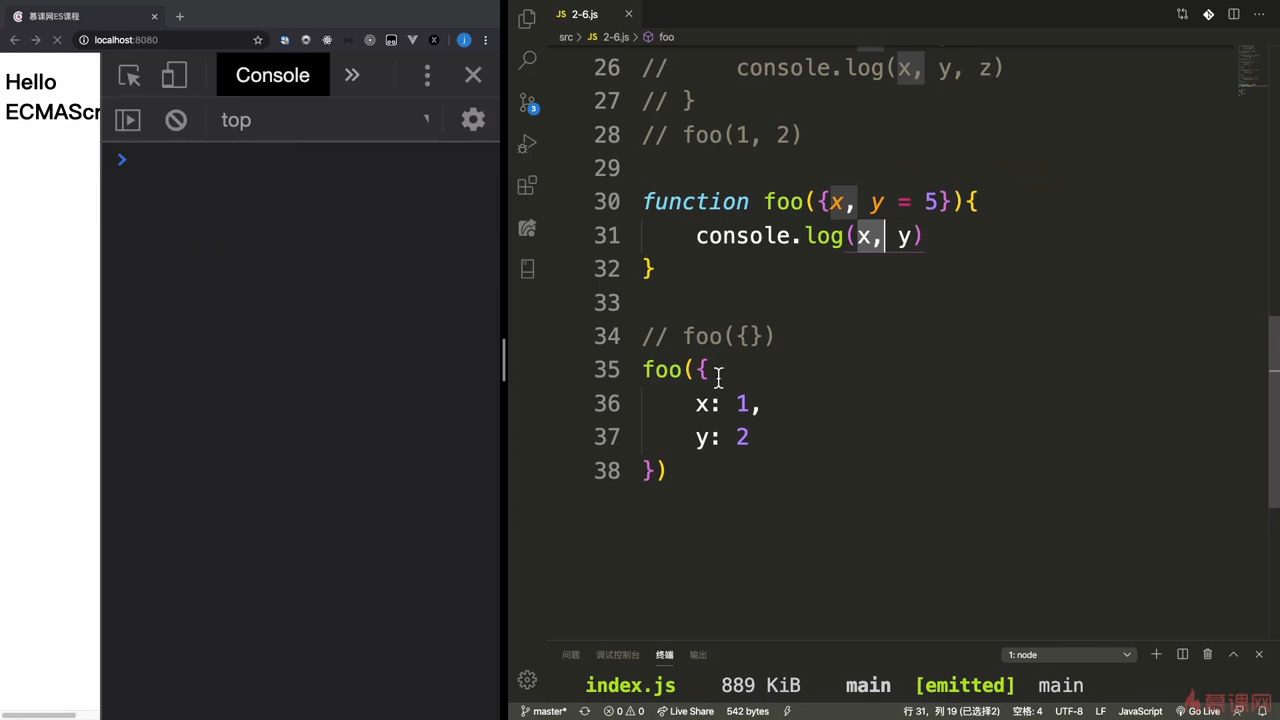 慕课网ES课程
localhost:8080
Hello
ECMAScr
Console
top
2-6.js
src > 2-6.js > foo
26 //     console.log(x, y, z)
27 // }
28 // foo(1, 2)
29
30 function foo({x, y = 5}){
31     console.log(x, y)
32 }
33
34 // foo({})
35 foo({
36     x: 1,
37     y: 2
38 })
3
问题 调试控制台 终端 输出 1: node
index.js 889 KiB main [emitted] main
master* 0 0 Live Share 542 bytes 行 31, 列 19 (已选择2) 空格: 4 UTF-8 LF JavaScript Go Live
慕课网